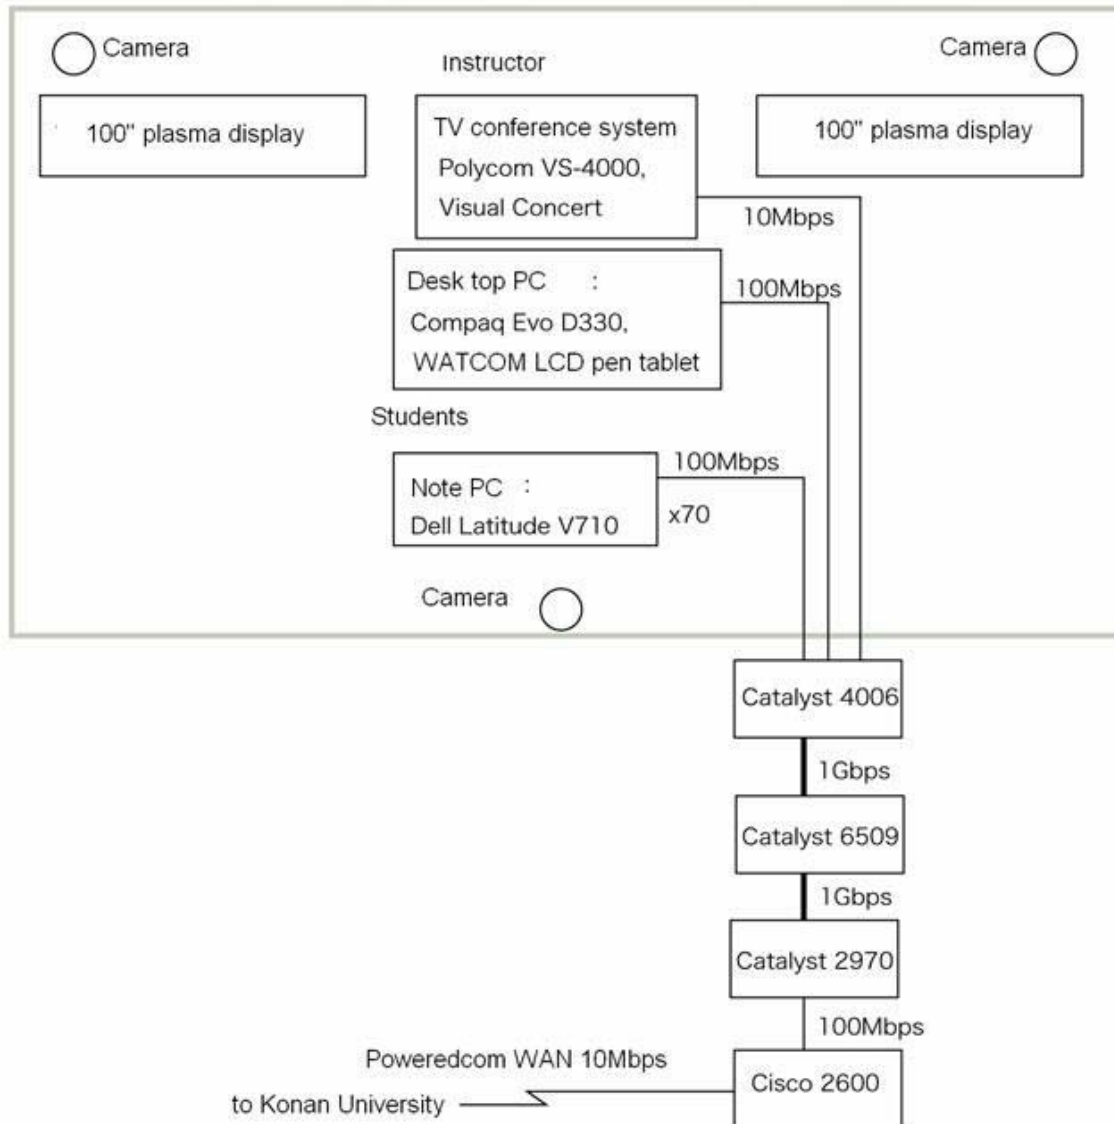 Camera
Camera
Instructor
100" plasma display
TV conference system
Polycom VS-4000,
Visual Concert
100" plasma display
10Mbps
Desk top PC :
Compaq Evo D330,
WATCOM LCD pen tablet
100Mbps
Students
Note PC :
Dell Latitude V710
100Mbps
x70
Camera
Catalyst 4006
1Gbps
Catalyst 6509
1Gbps
Catalyst 2970
100Mbps
Poweredcom WAN 10Mbps
Cisco 2600
to Konan University